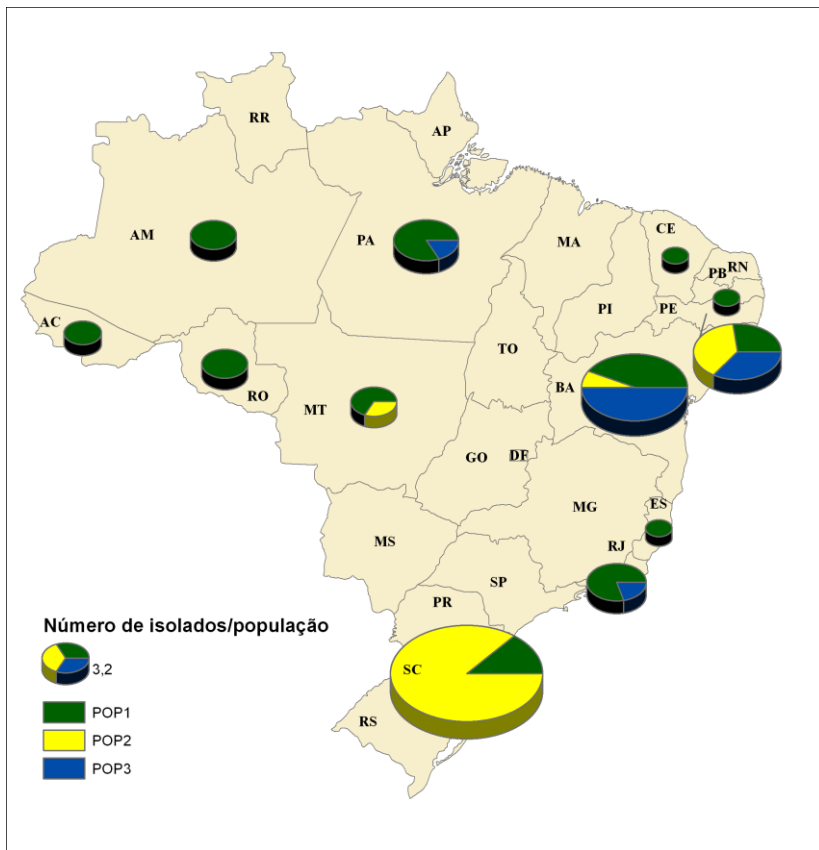 RR
AP
AM
PA
MA
CE
RN
PB
AC
PI
PE
TO
RO
MT
BA
GO
DF
MG
ES
MS
RJ
SP
PR
Número de isolados/população
3,2
SC
POP1
RS
POP2
POP3